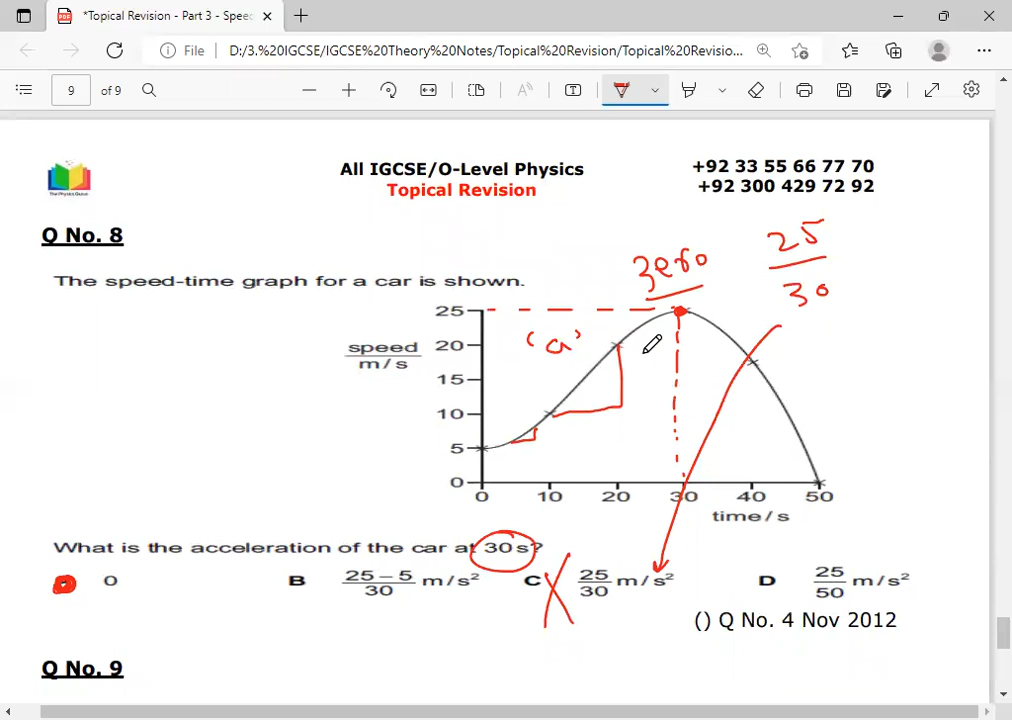 *Topical Revision - Part 3 - Spee
File D:/3.%20IGCSE/IGCSE%20Theory%20Notes/Topical%20Revision/Topical%20Revisio...
9 of 9
All IGCSE/O-Level Physics
Topical Revision
+92 33 55 66 77 70
+92 300 429 72 92
Q No. 8
The speed-time graph for a car is shown.
zero
25
30
'a'
speed
m/s
25
20
15
10
5
0
0 10 20 30 40 50
time/s
What is the acceleration of the car at 30 s?
0
B 25 – 5 / 30 m/s²
C 25 / 30 m/s²
D 25 / 50 m/s²
() Q No. 4 Nov 2012
Q No. 9